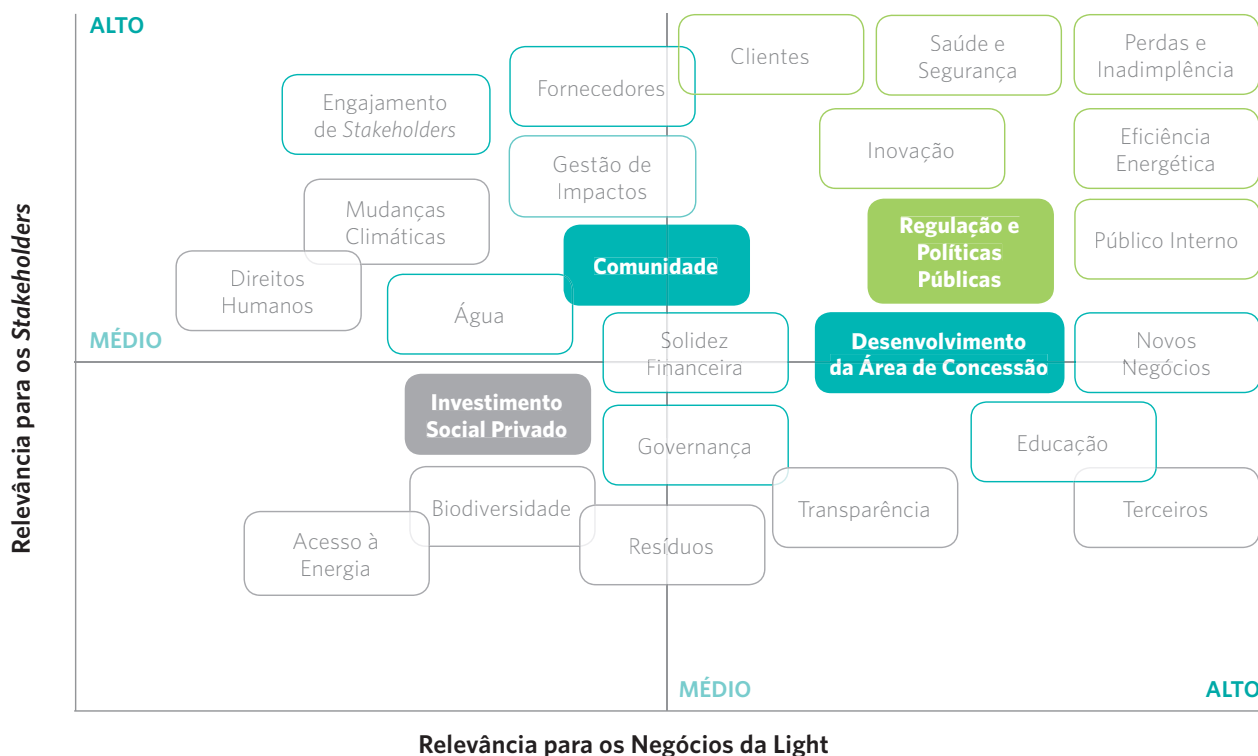 ALTO
Clientes
Saúde e
Segurança
Perdas e
Inadimplência
Fornecedores
Engajamento
de Stakeholders
Inovação
Eficiência
Energética
Gestão de
Impactos
Mudanças
Climáticas
Regulação e
Políticas
Públicas
Público Interno
Comunidade
Direitos
Humanos
Água
MÉDIO
Solidez
Financeira
Desenvolvimento
da Área de Concessão
Novos
Negócios
Investimento
Social Privado
Governança
Educação
Biodiversidade
Transparência
Terceiros
Acesso à
Energia
Resíduos
MÉDIO
ALTO
Relevância para os Stakeholders
Relevância para os Negócios da Light